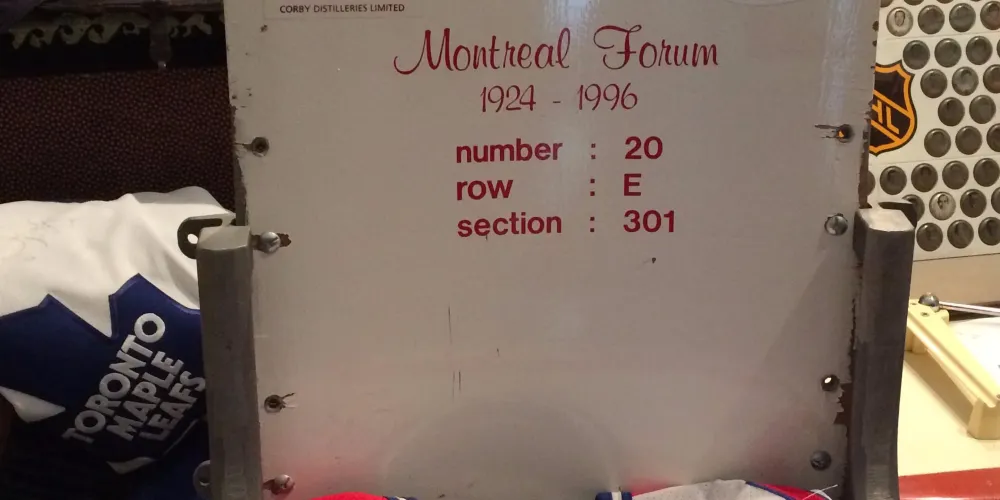 CORBY DISTILLERIES LIMITED
Montreal Forum
1924 - 1996
number : 20
row : E
section : 301
TORONTO
MAPLE
LEAFS